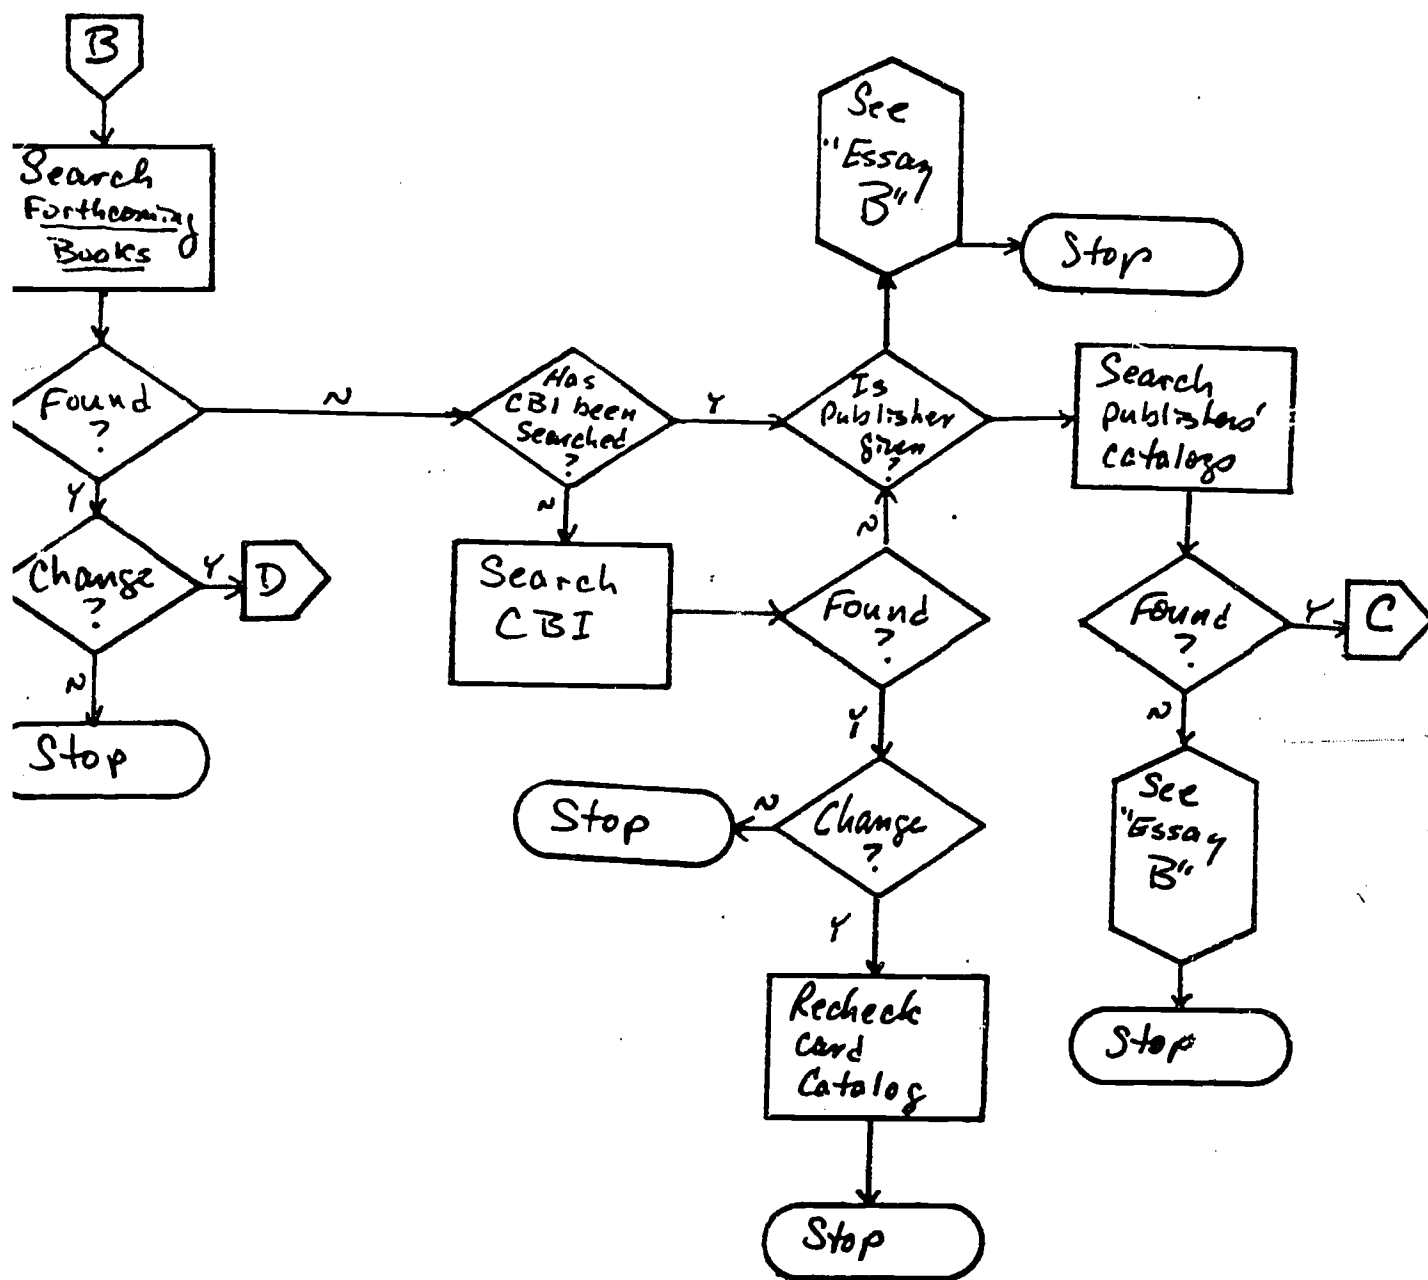 B
Search
Forthcoming
Books
Found
?
N
Y
Change
?
Y
D
N
Stop
Has
CBI been
Searched
?
Y
N
Search
CBI
Is
Publisher
given
?
See
"Essay
B"
Stop
Search
publishers'
catalogs
Found
?
Y
C
N
See
"Essay
B"
Stop
N
Found
?
Y
Change
?
N
Stop
Y
Recheck
card
Catalog
Stop